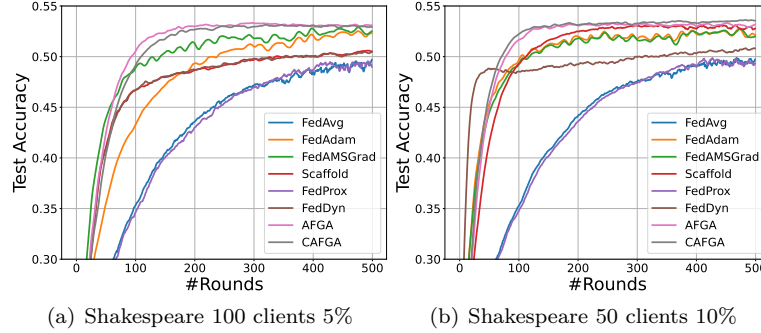 0.55
0.50
0.45
0.40
0.35
0.30
Test Accuracy
FedAvg
FedAdam
FedAMSGrad
Scaffold
FedProx
FedDyn
AFGA
CAFGA
0 100 200 300 400 500
#Rounds
(a) Shakespeare 100 clients 5%
0.55
0.50
0.45
0.40
0.35
0.30
Test Accuracy
FedAvg
FedAdam
FedAMSGrad
Scaffold
FedProx
FedDyn
AFGA
CAFGA
0 100 200 300 400 500
#Rounds
(b) Shakespeare 50 clients 10%